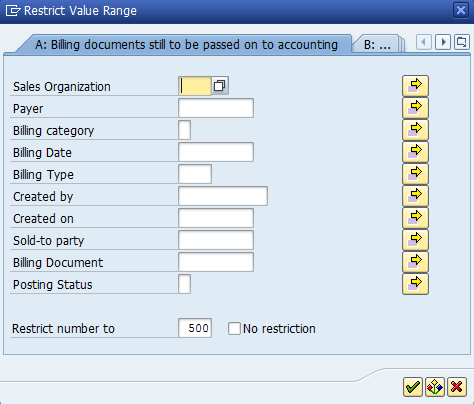 Restrict Value Range
A: Billing documents still to be passed on to accounting B: ...
Sales Organization
Payer
Billing category
Billing Date
Billing Type
Created by
Created on
Sold-to party
Billing Document
Posting Status
Restrict number to 500 No restriction